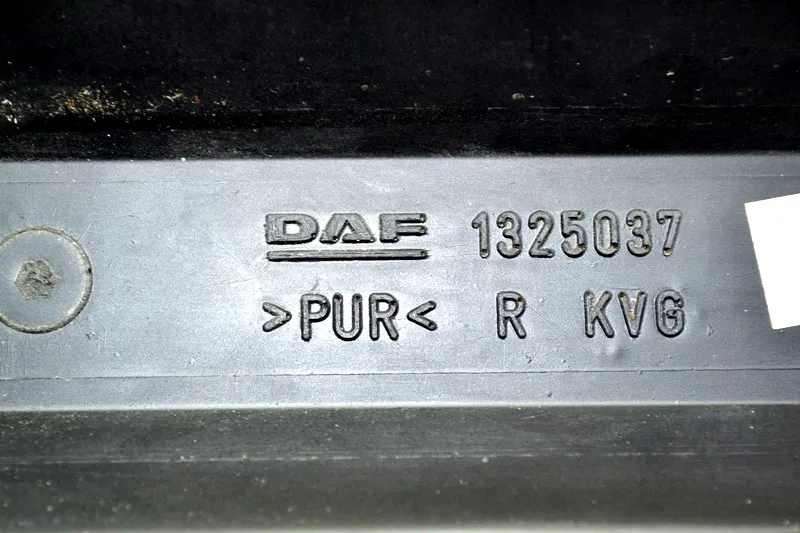 DAF 1325037
>PUR< R KVG